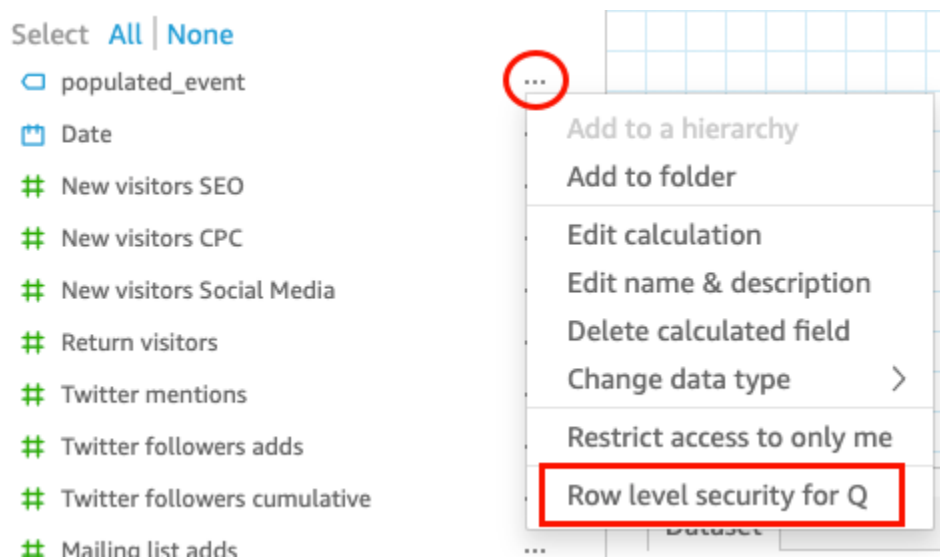 Select All | None
populated_event
...
Date
New visitors SEO
New visitors CPC
New visitors Social Media
Return visitors
Twitter mentions
Twitter followers adds
Twitter followers cumulative
Mailing list adds
...
Add to a hierarchy
Add to folder
Edit calculation
Edit name & description
Delete calculated field
Change data type
Restrict access to only me
Row level security for Q
Dataset